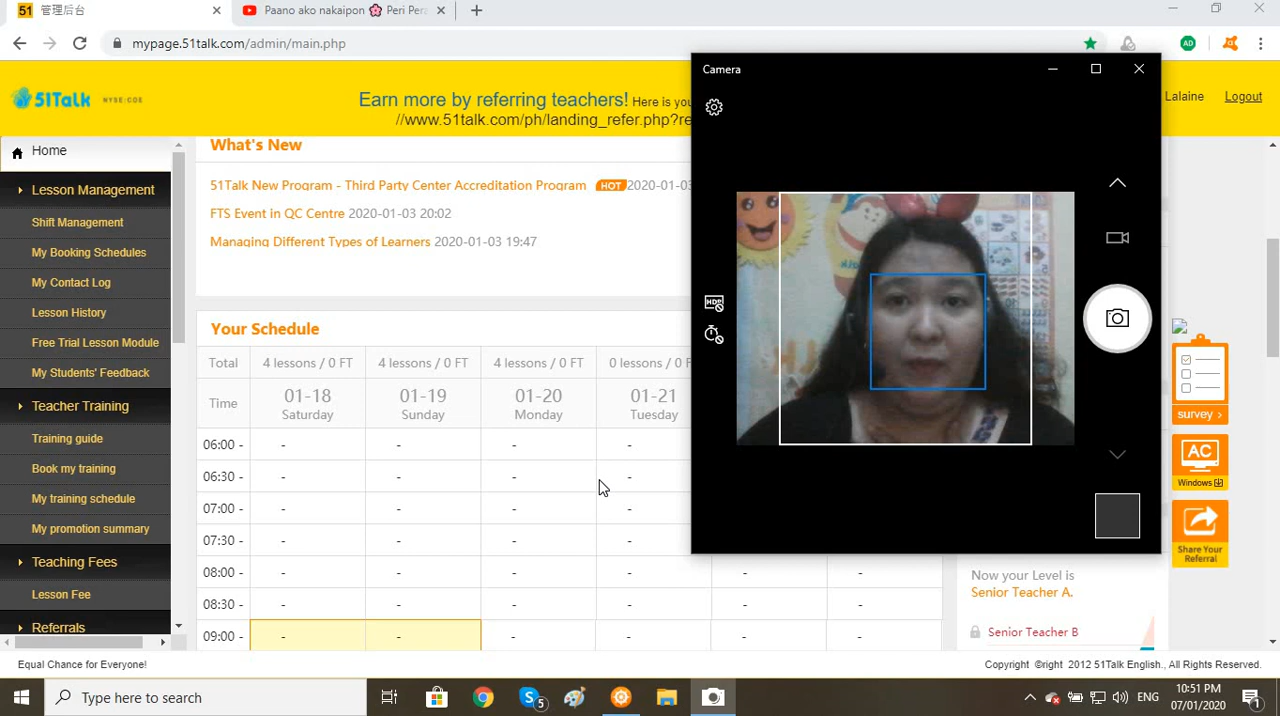 51 管理后台
Paano ako nakaipon 🌸 Peri Per
mypage.51talk.com/admin/main.php
AD
51Talk NYSE:COE
Earn more by referring teachers! Here is you
//www.51talk.com/ph/landing_refer.php?re
Lalaine
Logout
Camera
Home
Lesson Management
Shift Management
My Booking Schedules
My Contact Log
Lesson History
Free Trial Lesson Module
My Students' Feedback
Teacher Training
Training guide
Book my training
My training schedule
My promotion summary
Teaching Fees
Lesson Fee
Referrals
What's New
51Talk New Program - Third Party Center Accreditation Program HOT 2020-01-03
FTS Event in QC Centre 2020-01-03 20:02
Managing Different Types of Learners 2020-01-03 19:47
Your Schedule
Total 4 lessons / 0 FT 4 lessons / 0 FT 4 lessons / 0 FT 0 lessons / 0 FT
Time 01-18 01-19 01-20 01-21
Saturday Sunday Monday Tuesday
06:00 - - - - -
06:30 - - - - -
07:00 - - - - -
07:30 - - - - -
08:00 - - - - - - -
08:30 - - - - - - -
09:00 - - - - - - -
HDR
survey >
AC
Windows
Share Your
Referral
Now your Level is
Senior Teacher A.
Senior Teacher B
Equal Chance for Everyone!
Copyright ©right 2012 51Talk English., All Rights Reserved.
Type here to search
S 5
ENG
10:51 PM
07/01/2020
1